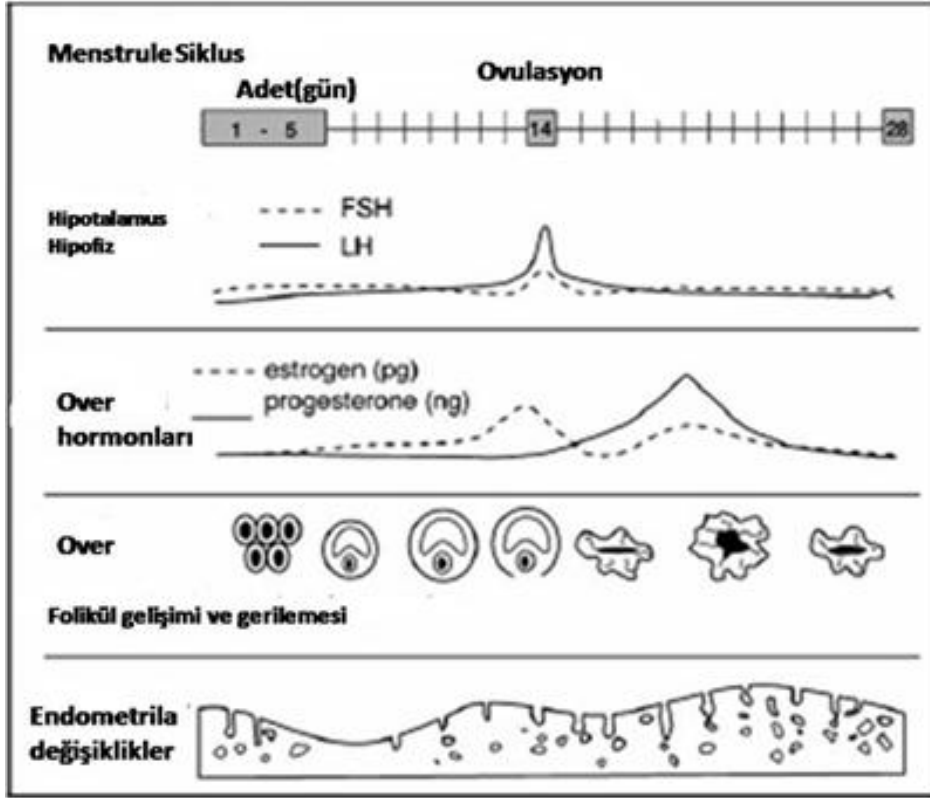 Menstrule Siklus
Ovulasyon
Adet(gün)
1 - 5
14
28
Hipotalamus
Hipofiz
FSH
LH
estrogen (pg)
progesterone (ng)
Over
hormonları
Over
Folikül gelişimi ve gerilemesi
Endometrila
değişiklikler